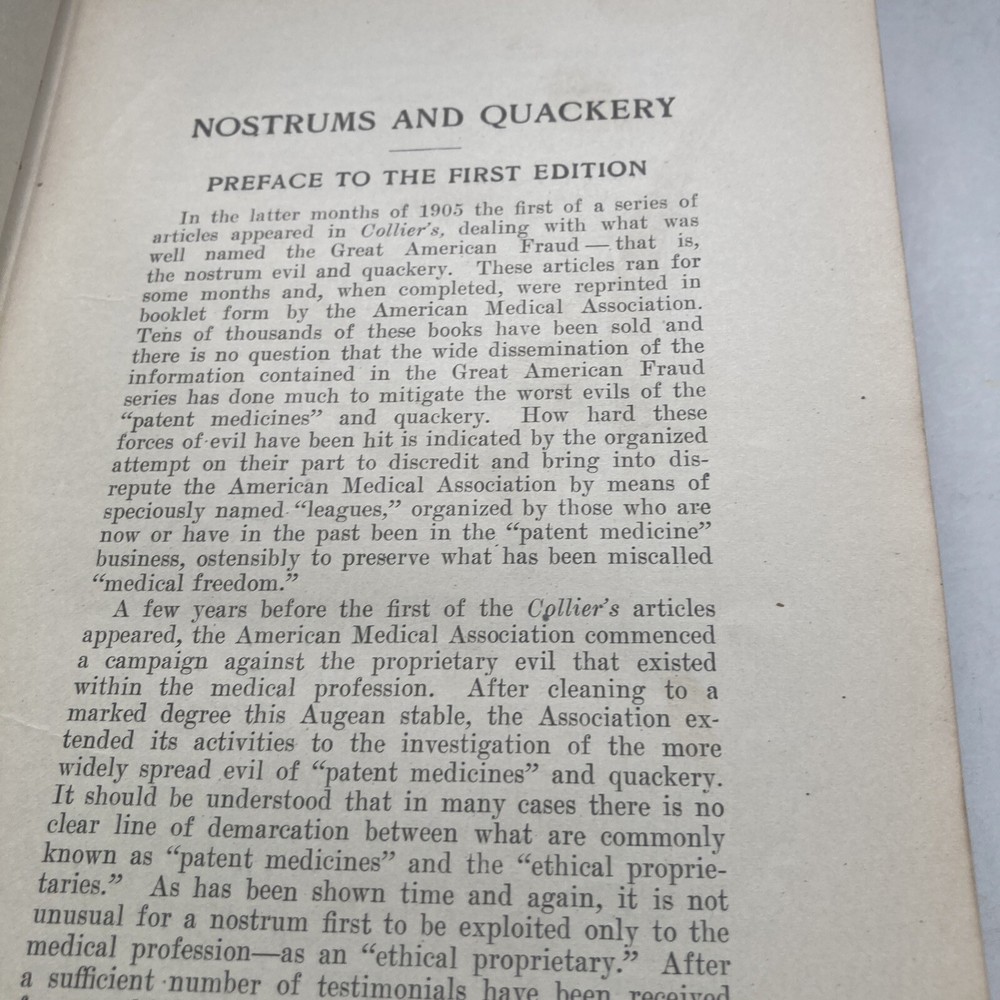 NOSTRUMS AND QUACKERY
PREFACE TO THE FIRST EDITION
In the latter months of 1905 the first of a series of
articles appeared in Collier's, dealing with what was
well named the Great American Fraud — that is,
the nostrum evil and quackery. These articles ran for
some months and, when completed, were reprinted in
booklet form by the American Medical Association.
Tens of thousands of these books have been sold and
there is no question that the wide dissemination of the
information contained in the Great American Fraud
series has done much to mitigate the worst evils of the
“patent medicines” and quackery. How hard these
forces of evil have been hit is indicated by the organized
attempt on their part to discredit and bring into dis-
repute the American Medical Association by means of
speciously named “leagues,” organized by those who are
now or have in the past been in the “patent medicine”
business, ostensibly to preserve what has been miscalled
“medical freedom.”
A few years before the first of the Collier's articles
appeared, the American Medical Association commenced
a campaign against the proprietary evil that existed
within the medical profession. After cleaning to a
marked degree this Augean stable, the Association ex-
tended its activities to the investigation of the more
widely spread evil of “patent medicines” and quackery.
It should be understood that in many cases there is no
clear line of demarcation between what are commonly
known as “patent medicines” and the “ethical proprie-
taries.” As has been shown time and again, it is not
unusual for a nostrum first to be exploited only to the
medical profession—as an “ethical proprietary.” After
a sufficient number of testimonials have been received